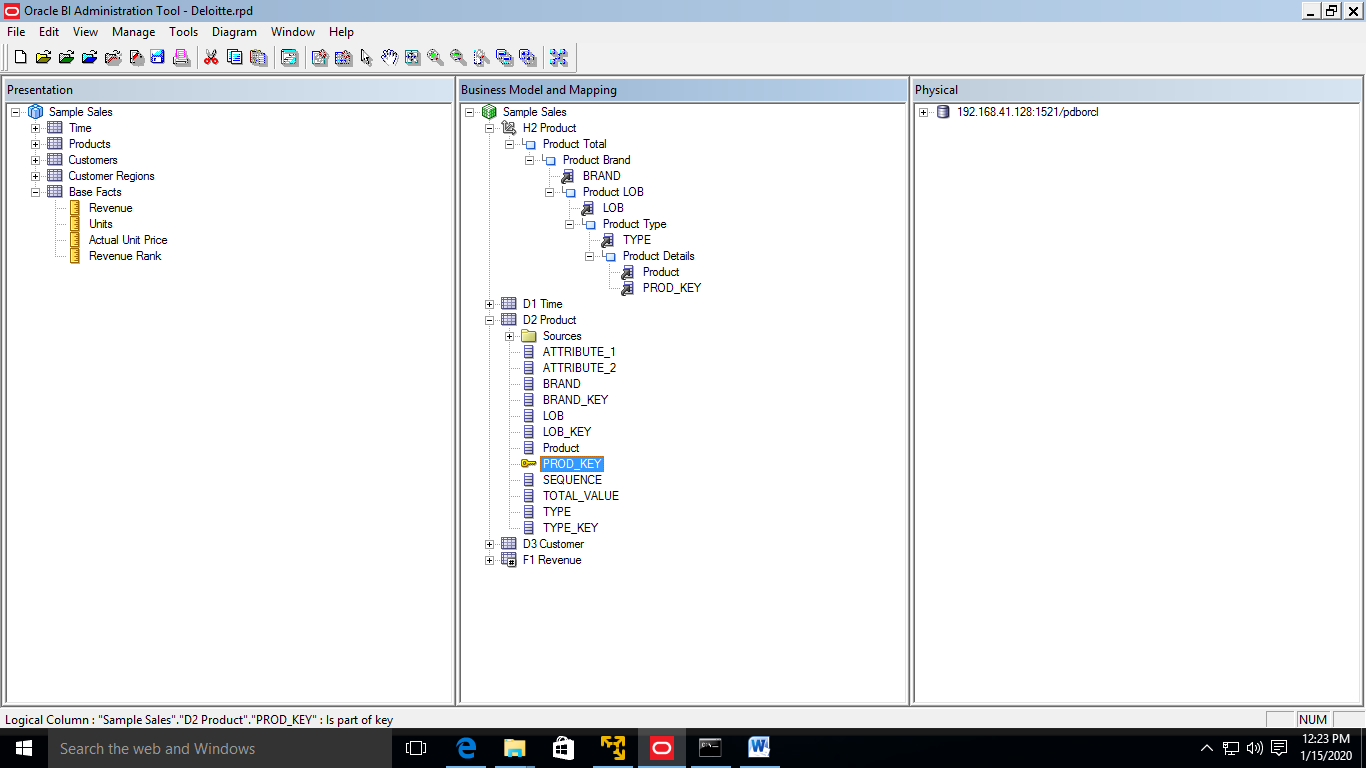 Oracle BI Administration Tool - Deloitte.rpd
File Edit View Manage Tools Diagram Window Help
Presentation
Sample Sales
Time
Products
Customers
Customer Regions
Base Facts
Revenue
Units
Actual Unit Price
Revenue Rank
Business Model and Mapping
Sample Sales
H2 Product
Product Total
Product Brand
BRAND
Product LOB
LOB
Product Type
TYPE
Product Details
Product
PROD_KEY
D1 Time
D2 Product
Sources
ATTRIBUTE_1
ATTRIBUTE_2
BRAND
BRAND_KEY
LOB
LOB_KEY
Product
PROD_KEY
SEQUENCE
TOTAL_VALUE
TYPE
TYPE_KEY
D3 Customer
F1 Revenue
Physical
192.168.41.128:1521/pdborcl
Logical Column : "Sample Sales"."D2 Product"."PROD_KEY" : Is part of key
NUM
Search the web and Windows
12:23 PM
1/15/2020